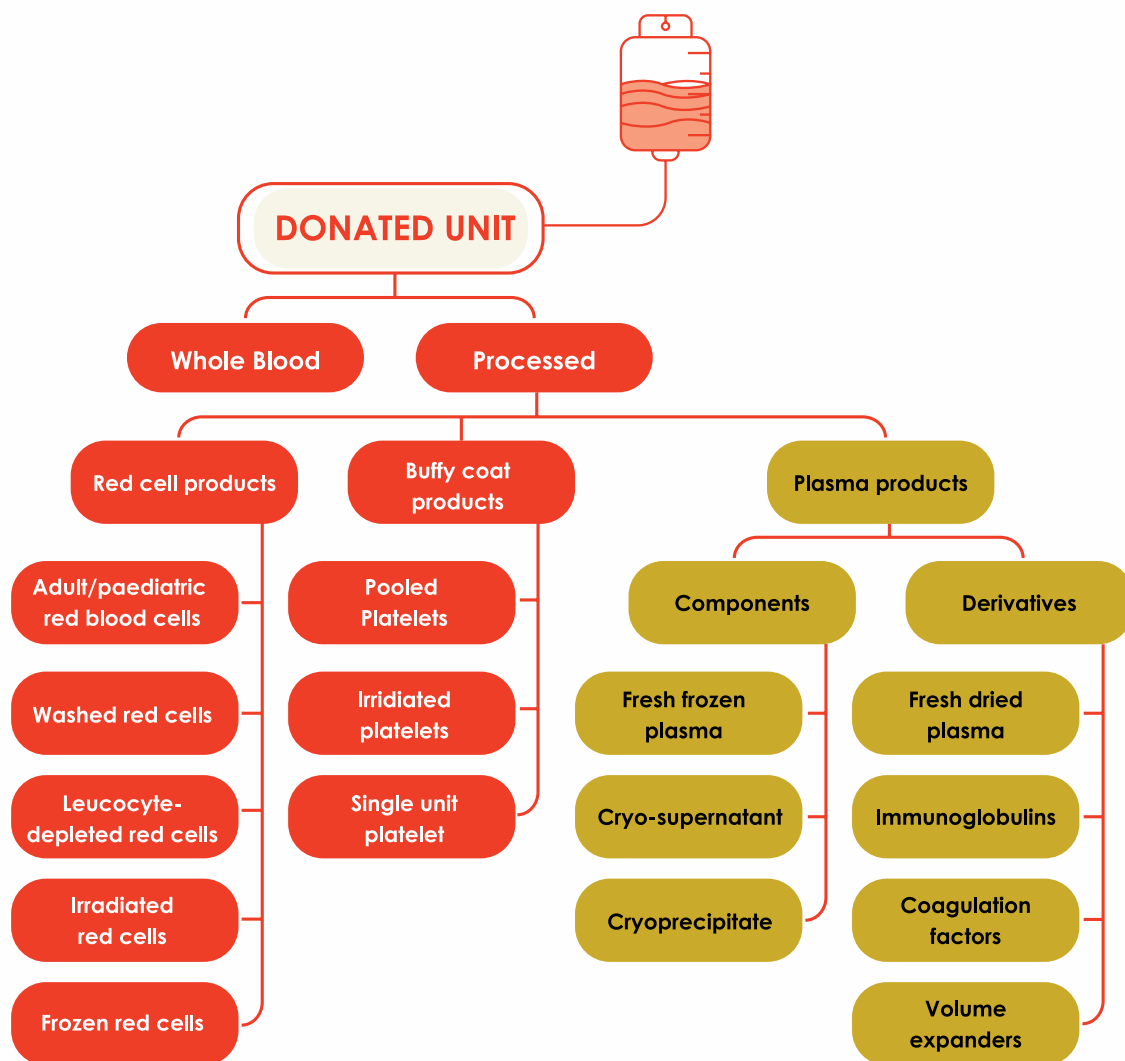 DONATED UNIT
Whole Blood
Processed
Red cell products
Buffy coat
products
Plasma products
Adult/paediatric
red blood cells
Washed red cells
Leucocyte-
depleted red cells
Irradiated
red cells
Frozen red cells
Pooled
Platelets
Irridiated
platelets
Single unit
platelet
Components
Fresh frozen
plasma
Cryo-supernatant
Cryoprecipitate
Derivatives
Fresh dried
plasma
Immunoglobulins
Coagulation
factors
Volume
expanders